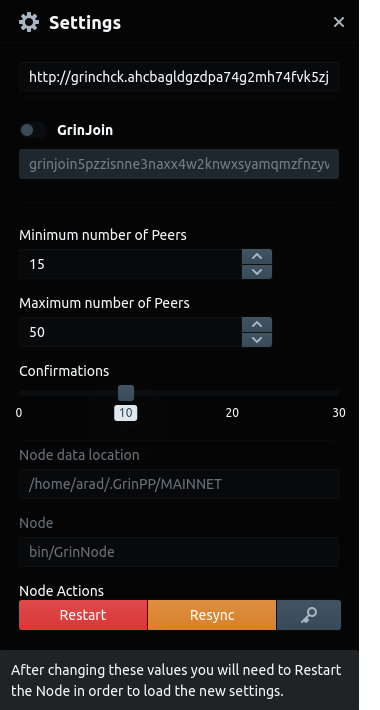 Settings
http://grinchck.ahcbagldgzdpa74g2mh74fvk5zj
GrinJoin
grinjoin5pzzisnne3naxx4w2knwxsyamqmzfnzyv
Minimum number of Peers
15
Maximum number of Peers
50
Confirmations
0 10 20 30
Node data location
/home/arad/.GrinPP/MAINNET
Node
bin/GrinNode
Node Actions
Restart Resync
After changing these values you will need to Restart
the Node in order to load the new settings.